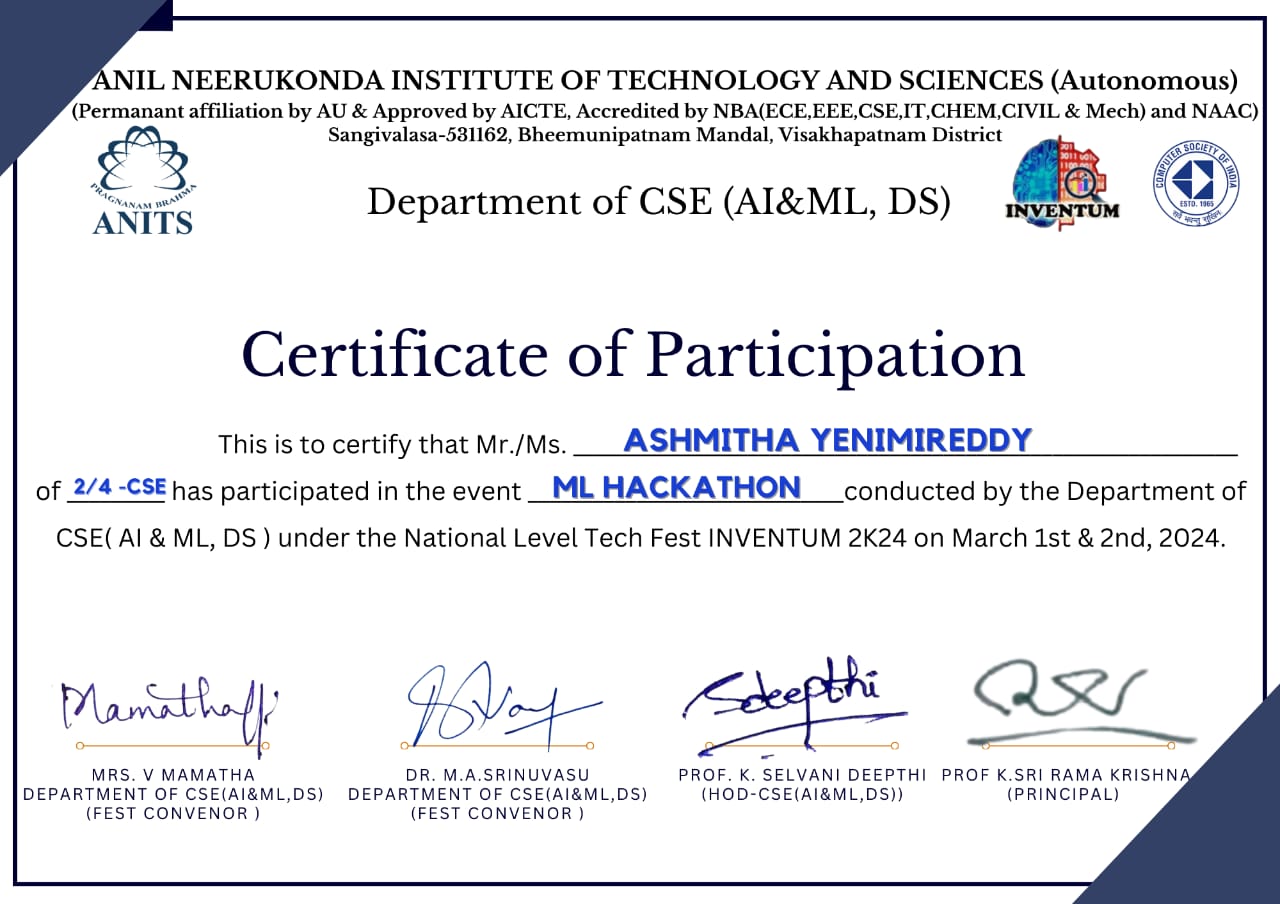 ANIL NEERUKONDA INSTITUTE OF TECHNOLOGY AND SCIENCES (Autonomous)
(Permanant affiliation by AU & Approved by AICTE, Accredited by NBA(ECE,EEE,CSE,IT,CHEM,CIVIL & Mech) and NAAC)
Sangivalasa-531162, Bheemunipatnam Mandal, Visakhapatnam District
PRAGNANAM BRAHMA
ANITS
Department of CSE (AI&ML, DS)
INVENTUM
COMPUTER SOCIETY OF INDIA
ESTD. 1965
Certificate of Participation
This is to certify that Mr./Ms. ASHMITHA YENIMIREDDY
of 2/4 -CSE has participated in the event ML HACKATHON conducted by the Department of
CSE( AI & ML, DS ) under the National Level Tech Fest INVENTUM 2K24 on March 1st & 2nd, 2024.
Sdeepthi
MRS. V MAMATHA
DEPARTMENT OF CSE(AI&ML,DS)
(FEST CONVENOR )
DR. M.A.SRINUVASU
DEPARTMENT OF CSE(AI&ML,DS)
(FEST CONVENOR )
PROF. K. SELVANI DEEPTHI
(HOD-CSE(AI&ML,DS))
PROF K.SRI RAMA KRISHNA
(PRINCIPAL)